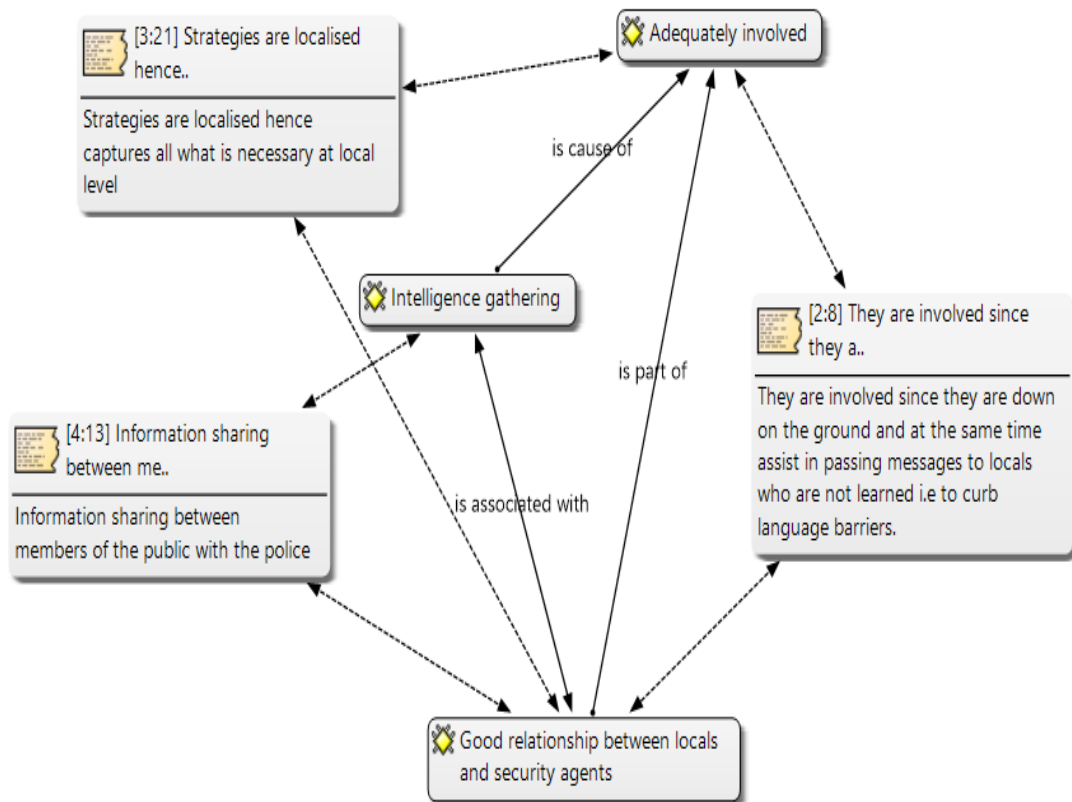 [3:21] Strategies are localised
hence..
Strategies are localised hence
captures all what is necessary at local
level
Adequately involved
is cause of
Intelligence gathering
[2:8] They are involved since
they a..
They are involved since they are down
on the ground and at the same time
assist in passing messages to locals
who are not learned i.e to curb
language barriers.
is part of
[4:13] Information sharing
between me..
Information sharing between
members of the public with the police
is associated with
Good relationship between locals
and security agents